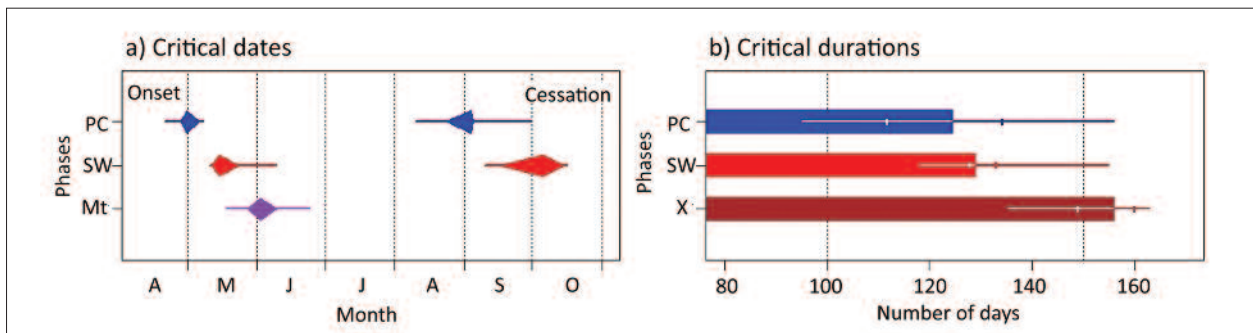 a) Critical dates
Onset
Cessation
Phases
PC
SW
Mt
A M J J A S O
Month
b) Critical durations
Phases
PC
SW
X
80 100 120 140 160
Number of days